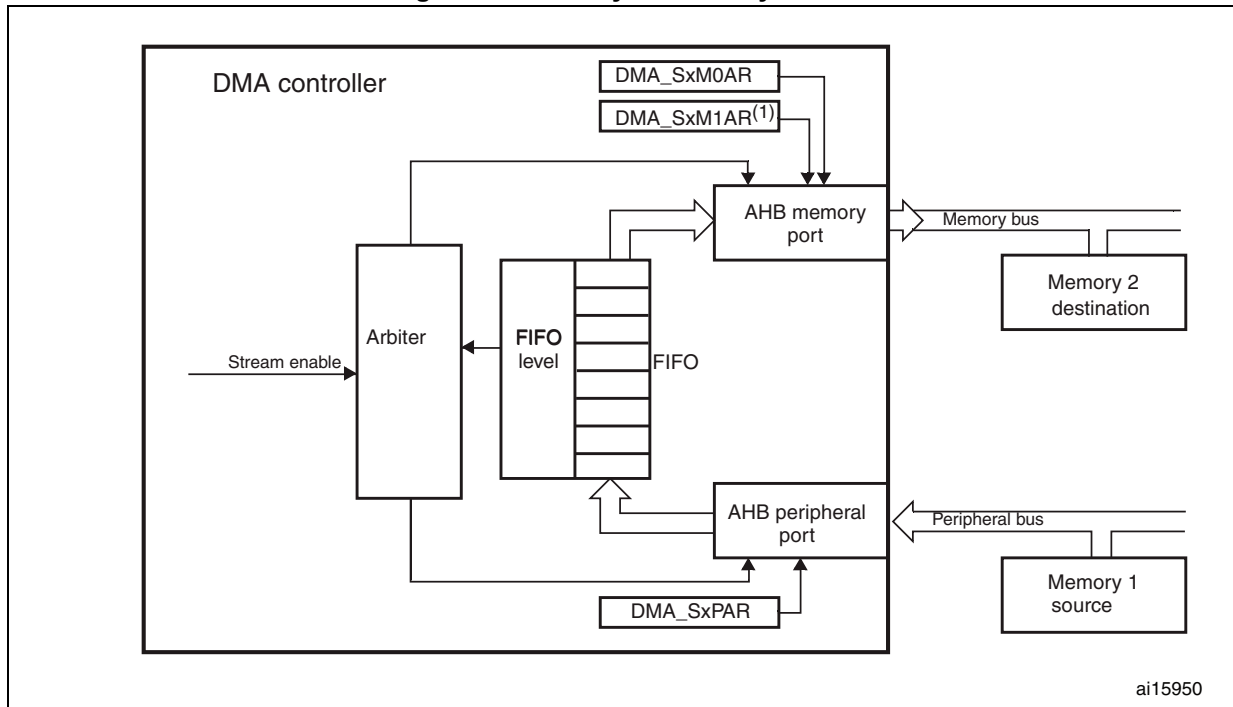 DMA controller
DMA_SxM0AR
DMA_SxM1AR(1)
AHB memory
port
Memory bus
Memory 2
destination
Arbiter
FIFO
level
FIFO
Stream enable
AHB peripheral
port
Peripheral bus
DMA_SxPAR
Memory 1
source
ai15950